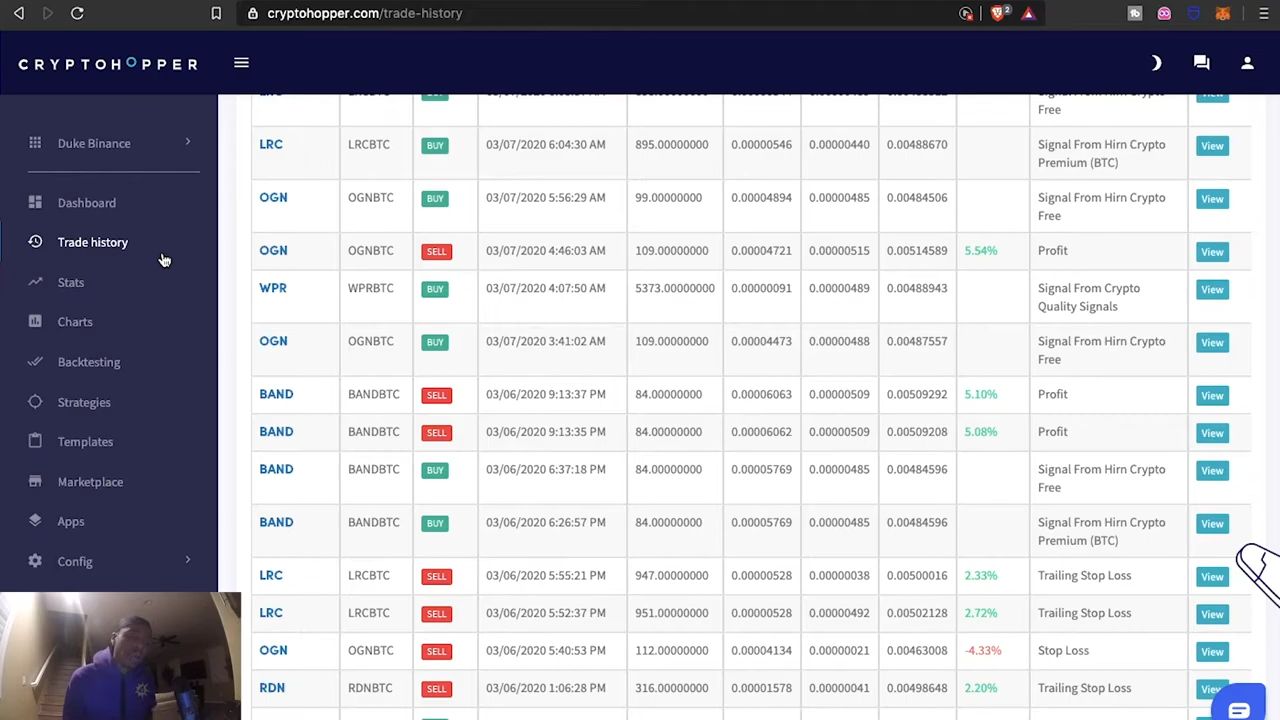 cryptohopper.com/trade-history
2
CRYPTOHOPPER
Duke Binance
Dashboard
Trade history
Stats
Charts
Backtesting
Strategies
Templates
Marketplace
Apps
Config
Free
View
LRC LRCBTC BUY 03/07/2020 6:04:30 AM 895.00000000 0.00000546 0.00000440 0.00488670 Signal From Hirn Crypto View
Premium (BTC)
OGN OGNBTC BUY 03/07/2020 5:56:29 AM 99.00000000 0.00004894 0.00000485 0.00484506 Signal From Hirn Crypto View
Free
OGN OGNBTC SELL 03/07/2020 4:46:03 AM 109.00000000 0.00004721 0.00000515 0.00514589 5.54% Profit View
WPR WPRBTC BUY 03/07/2020 4:07:50 AM 5373.00000000 0.00000091 0.00000489 0.00488943 Signal From Crypto View
Quality Signals
OGN OGNBTC BUY 03/07/2020 3:41:02 AM 109.00000000 0.00004473 0.00000488 0.00487557 Signal From Hirn Crypto View
Free
BAND BANDBTC SELL 03/06/2020 9:13:37 PM 84.00000000 0.00006063 0.00000509 0.00509292 5.10% Profit View
BAND BANDBTC SELL 03/06/2020 9:13:35 PM 84.00000000 0.00006062 0.00000509 0.00509208 5.08% Profit View
BAND BANDBTC BUY 03/06/2020 6:37:18 PM 84.00000000 0.00005769 0.00000485 0.00484596 Signal From Hirn Crypto View
Free
BAND BANDBTC BUY 03/06/2020 6:26:57 PM 84.00000000 0.00005769 0.00000485 0.00484596 Signal From Hirn Crypto View
Premium (BTC)
LRC LRCBTC SELL 03/06/2020 5:55:21 PM 947.00000000 0.00000528 0.00000038 0.00500016 2.33% Trailing Stop Loss View
LRC LRCBTC SELL 03/06/2020 5:52:37 PM 951.00000000 0.00000528 0.00000492 0.00502128 2.72% Trailing Stop Loss View
OGN OGNBTC SELL 03/06/2020 5:40:53 PM 112.00000000 0.00004134 0.00000021 0.00463008 -4.33% Stop Loss View
RDN RDNBTC SELL 03/06/2020 1:06:28 PM 316.00000000 0.00001578 0.00000041 0.00498648 2.20% Trailing Stop Loss View